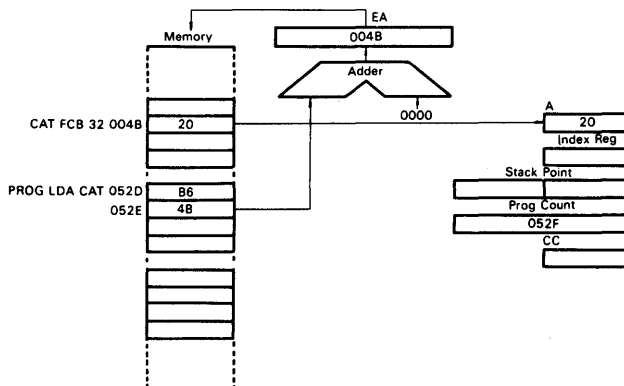 EA
Memory
004B
Adder
0000
A
CAT FCB 32 004B
20
20
Index Reg
Stack Point
PROG LDA CAT 052D
B6
052E
4B
Prog Count
052F
CC